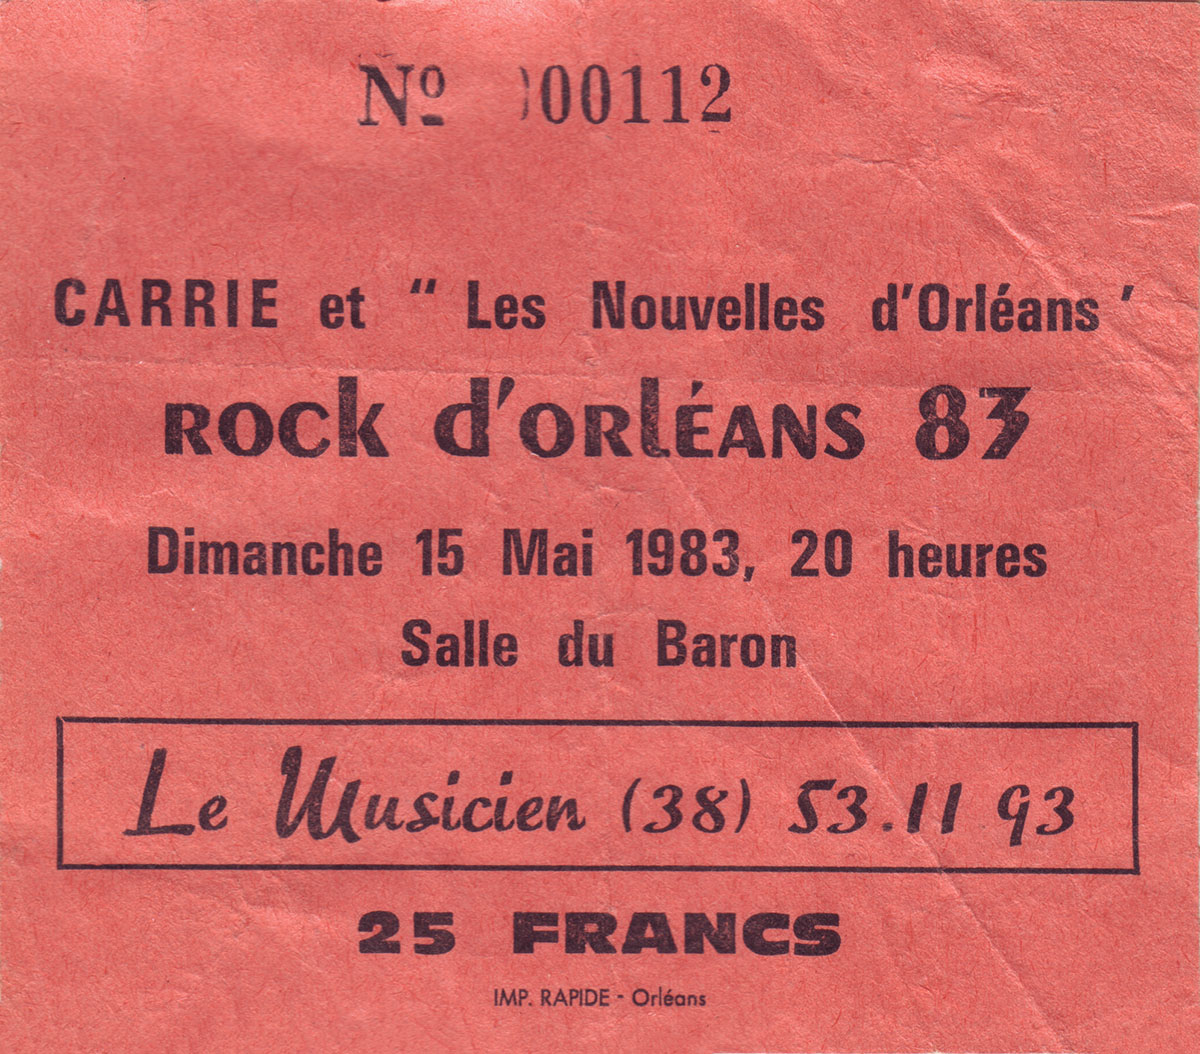 Nº 000112
CARRIE et " Les Nouvelles d'Orléans '
ROCK d'ORLÉANS 83
Dimanche 15 Mai 1983, 20 heures
Salle du Baron
Le Musicien (38) 53.11 93
25 FRANCS
IMP. RAPIDE - Orléans